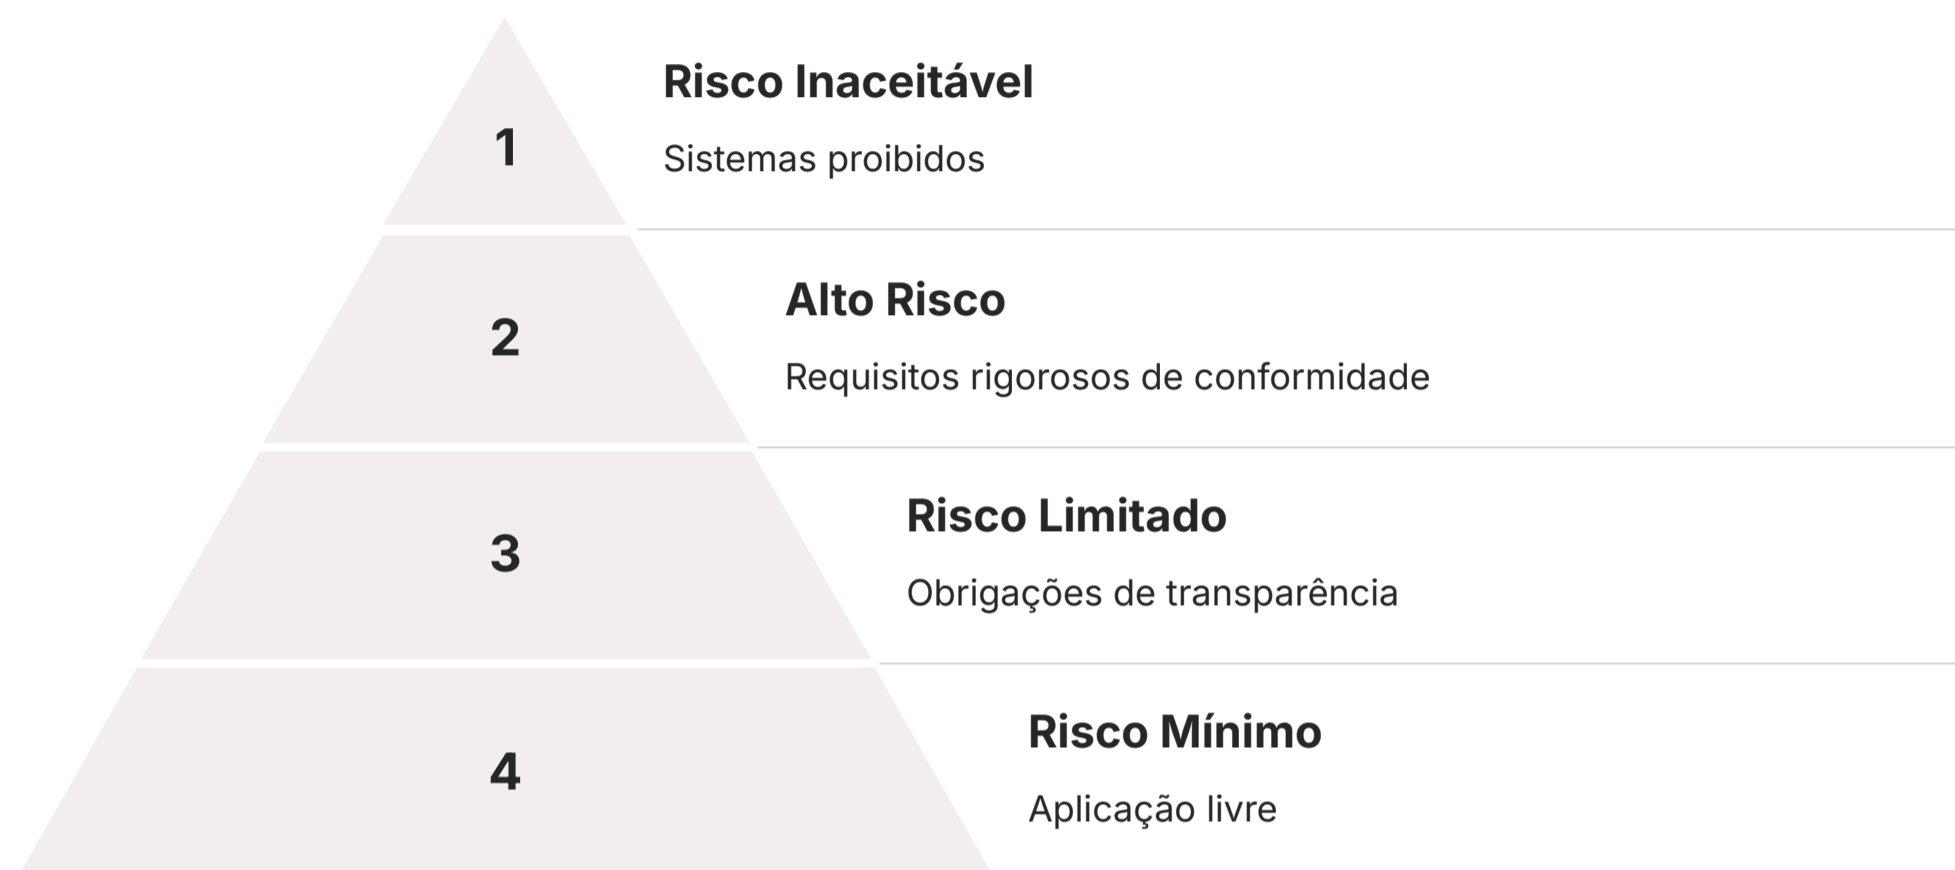 1
Risco Inaceitável
Sistemas proibidos
2
Alto Risco
Requisitos rigorosos de conformidade
3
Risco Limitado
Obrigações de transparência
4
Risco Mínimo
Aplicação livre